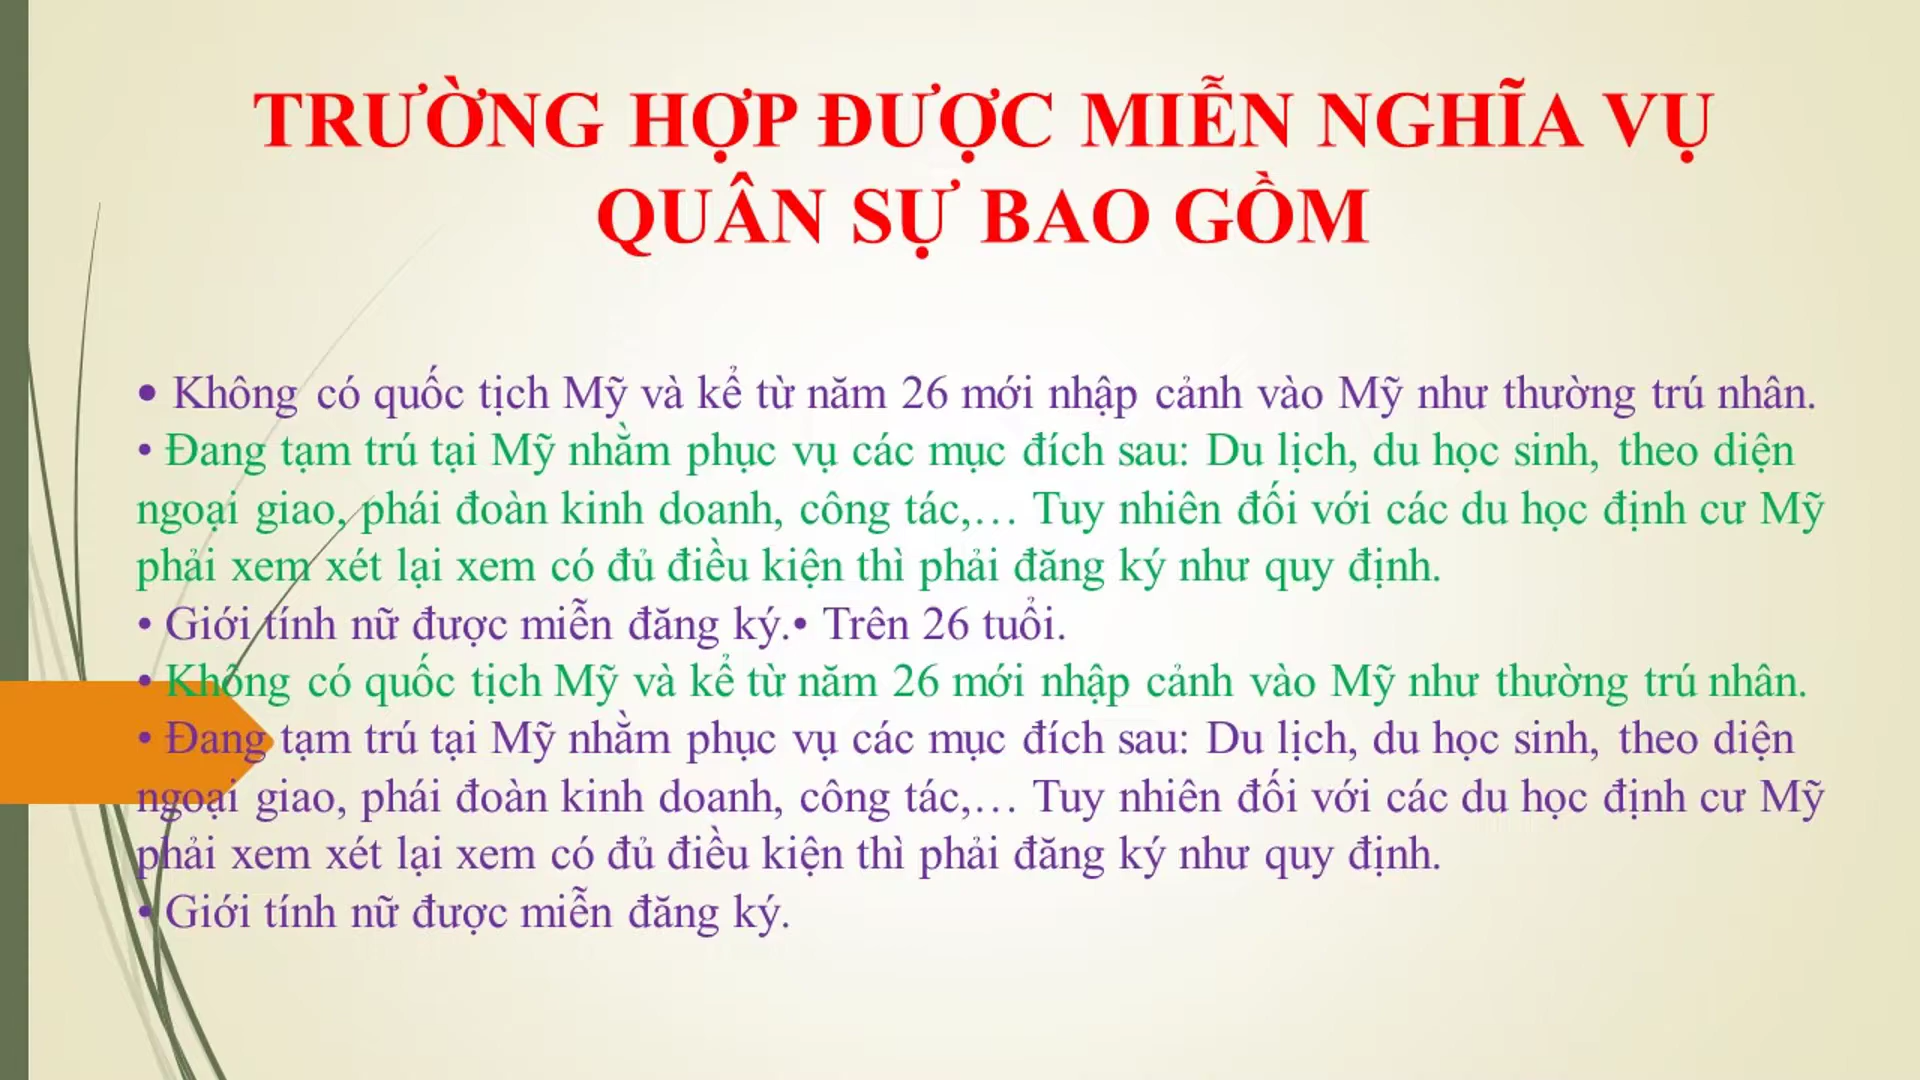 TRƯỜNG HỢP ĐƯỢC MIỄN NGHĨA VỤ
QUÂN SỰ BAO GỒM
• Không có quốc tịch Mỹ và kể từ năm 26 mới nhập cảnh vào Mỹ như thường trú nhân.
• Đang tạm trú tại Mỹ nhằm phục vụ các mục đích sau: Du lịch, du học sinh, theo diện
ngoại giao, phái đoàn kinh doanh, công tác,… Tuy nhiên đối với các du học định cư Mỹ
phải xem xét lại xem có đủ điều kiện thì phải đăng ký như quy định.
• Giới tính nữ được miễn đăng ký.• Trên 26 tuổi.
• Không có quốc tịch Mỹ và kể từ năm 26 mới nhập cảnh vào Mỹ như thường trú nhân.
• Đang tạm trú tại Mỹ nhằm phục vụ các mục đích sau: Du lịch, du học sinh, theo diện
ngoại giao, phái đoàn kinh doanh, công tác,… Tuy nhiên đối với các du học định cư Mỹ
phải xem xét lại xem có đủ điều kiện thì phải đăng ký như quy định.
• Giới tính nữ được miễn đăng ký.